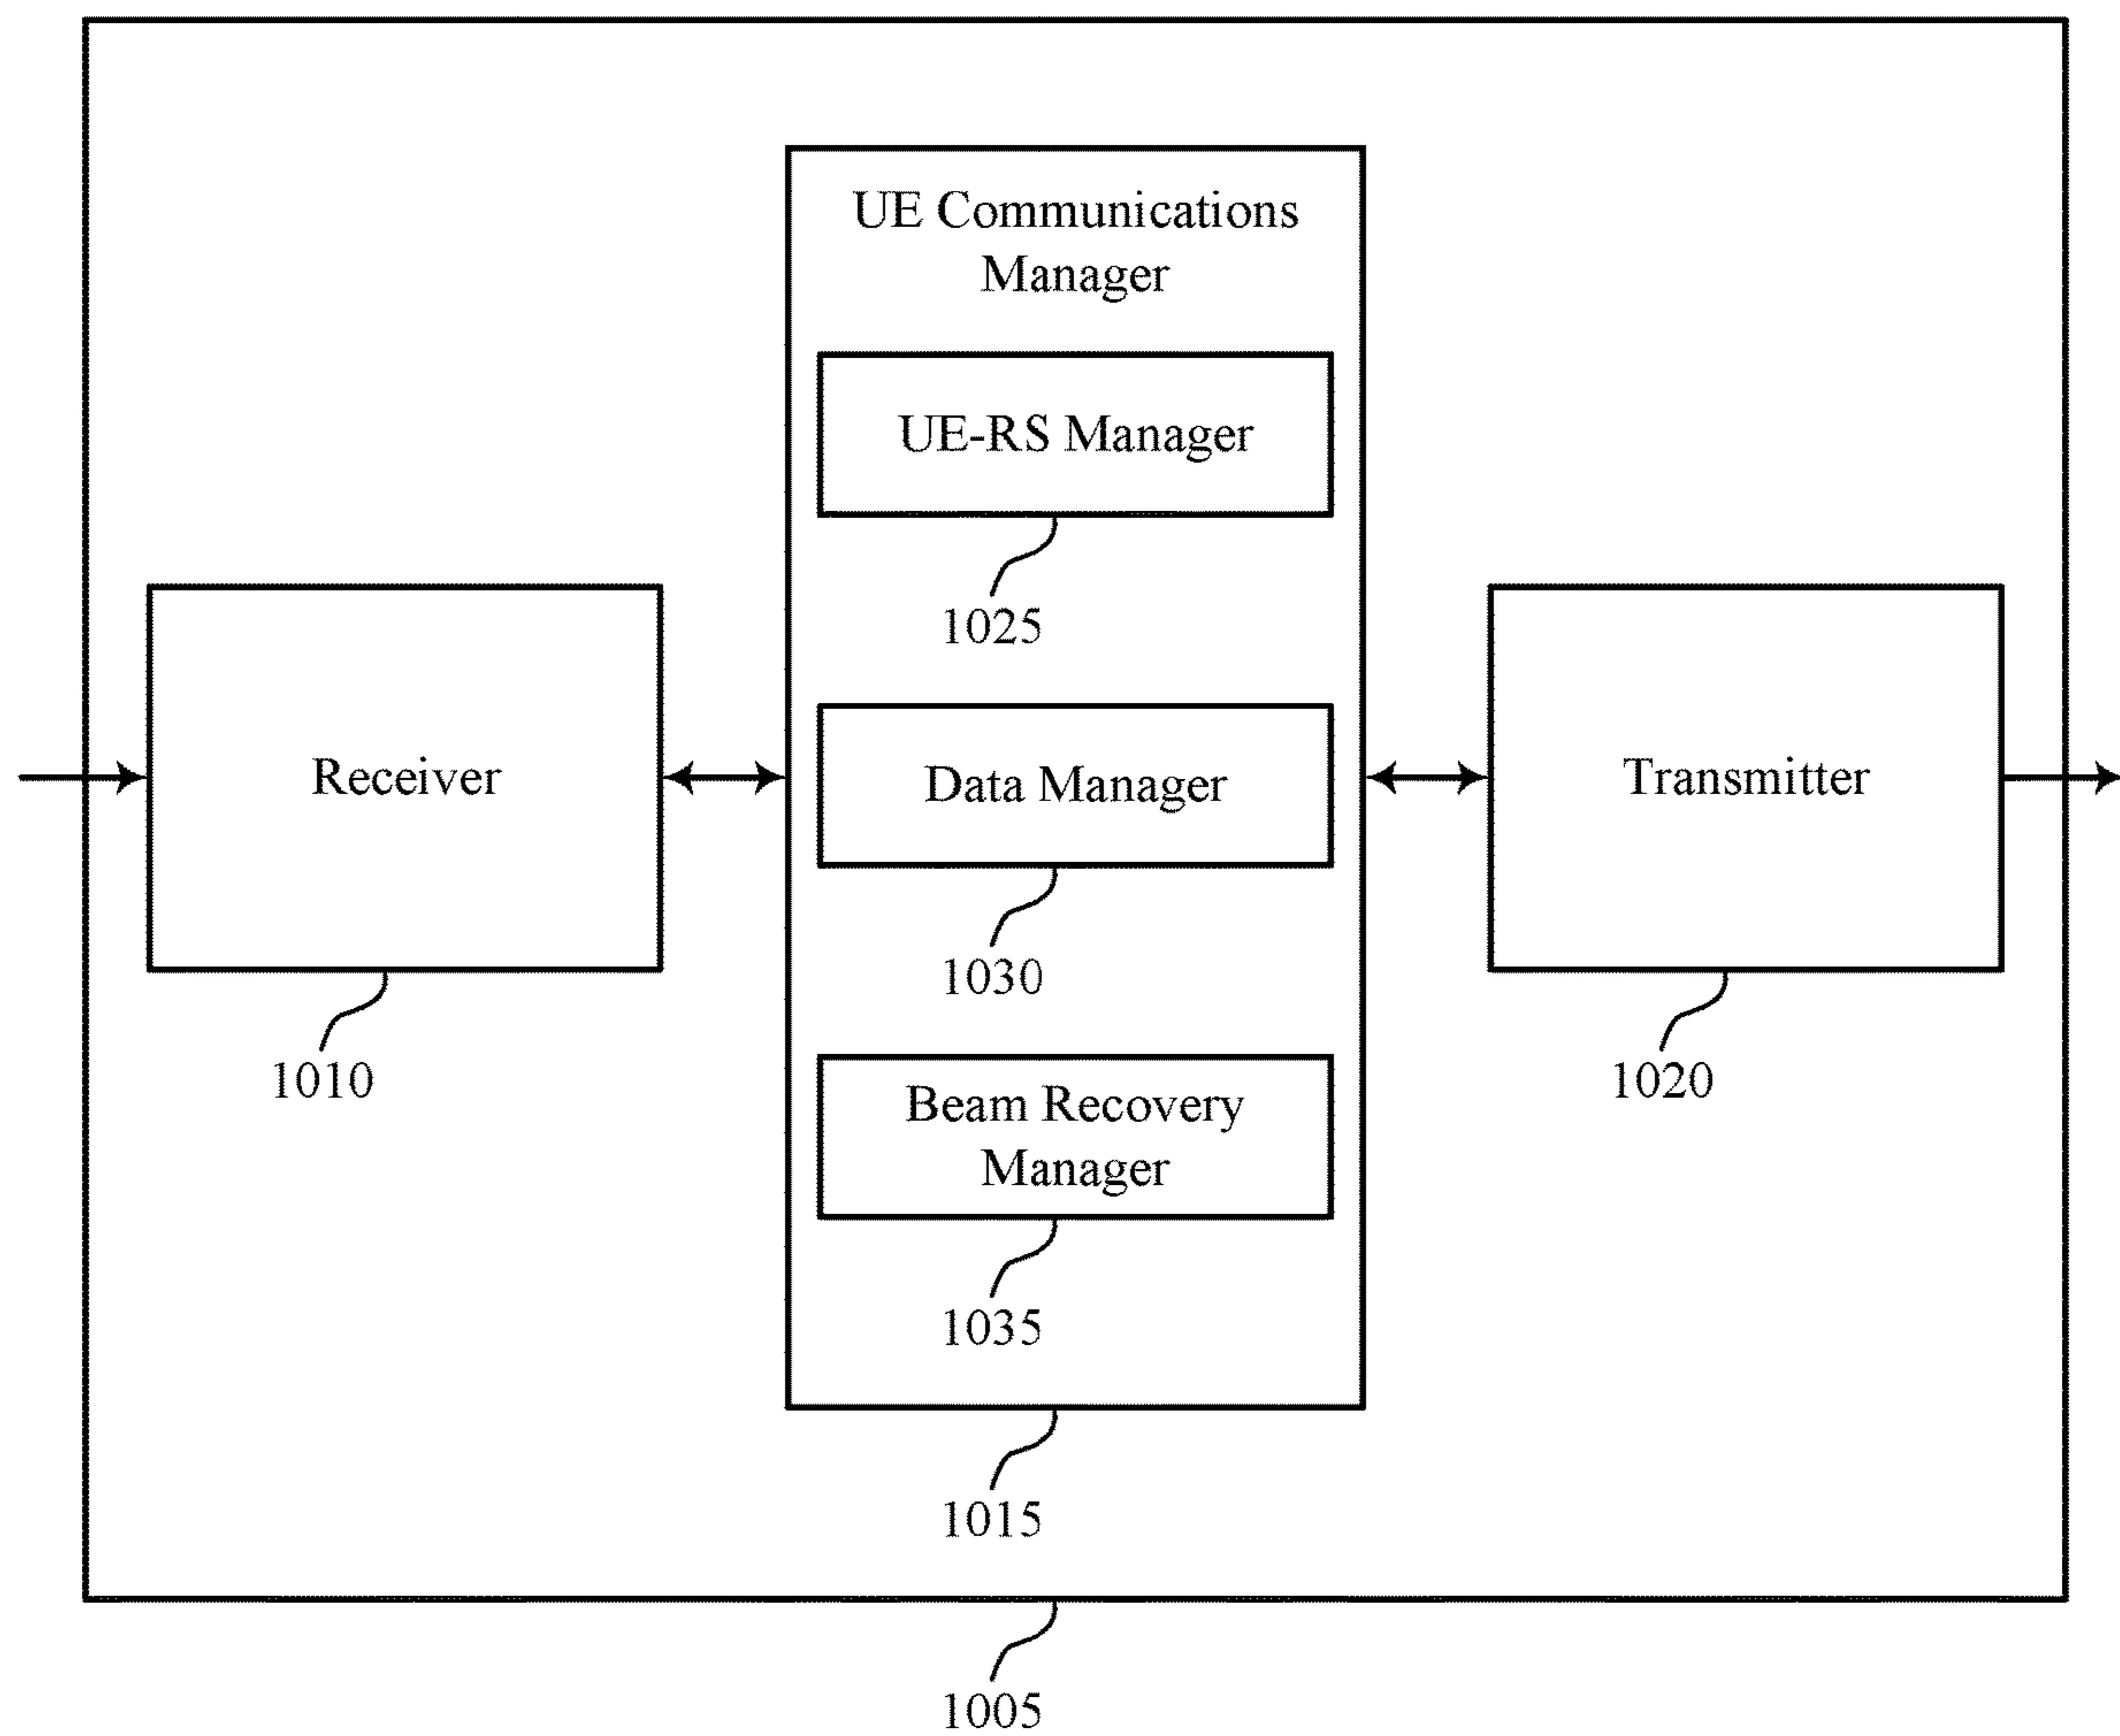 UE Communications
Manager
UE-RS Manager
1025
Receiver
1010
Data Manager
1030
Transmitter
1020
Beam Recovery
Manager
1035
1015
1005